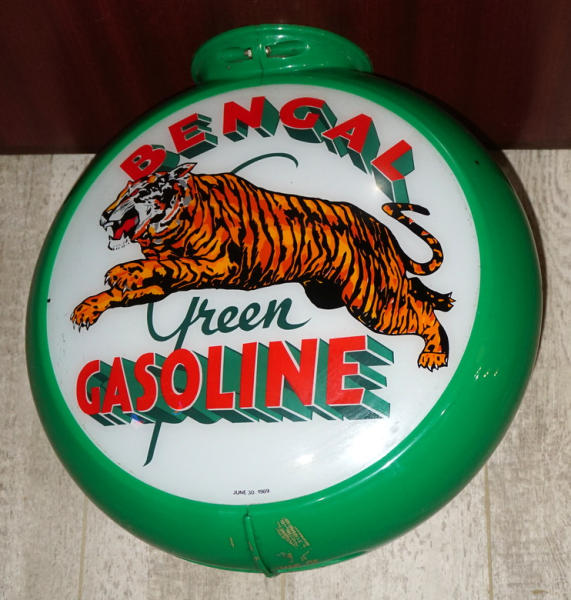 BENGAL
Green
GASOLINE
JUNE 30. 1969